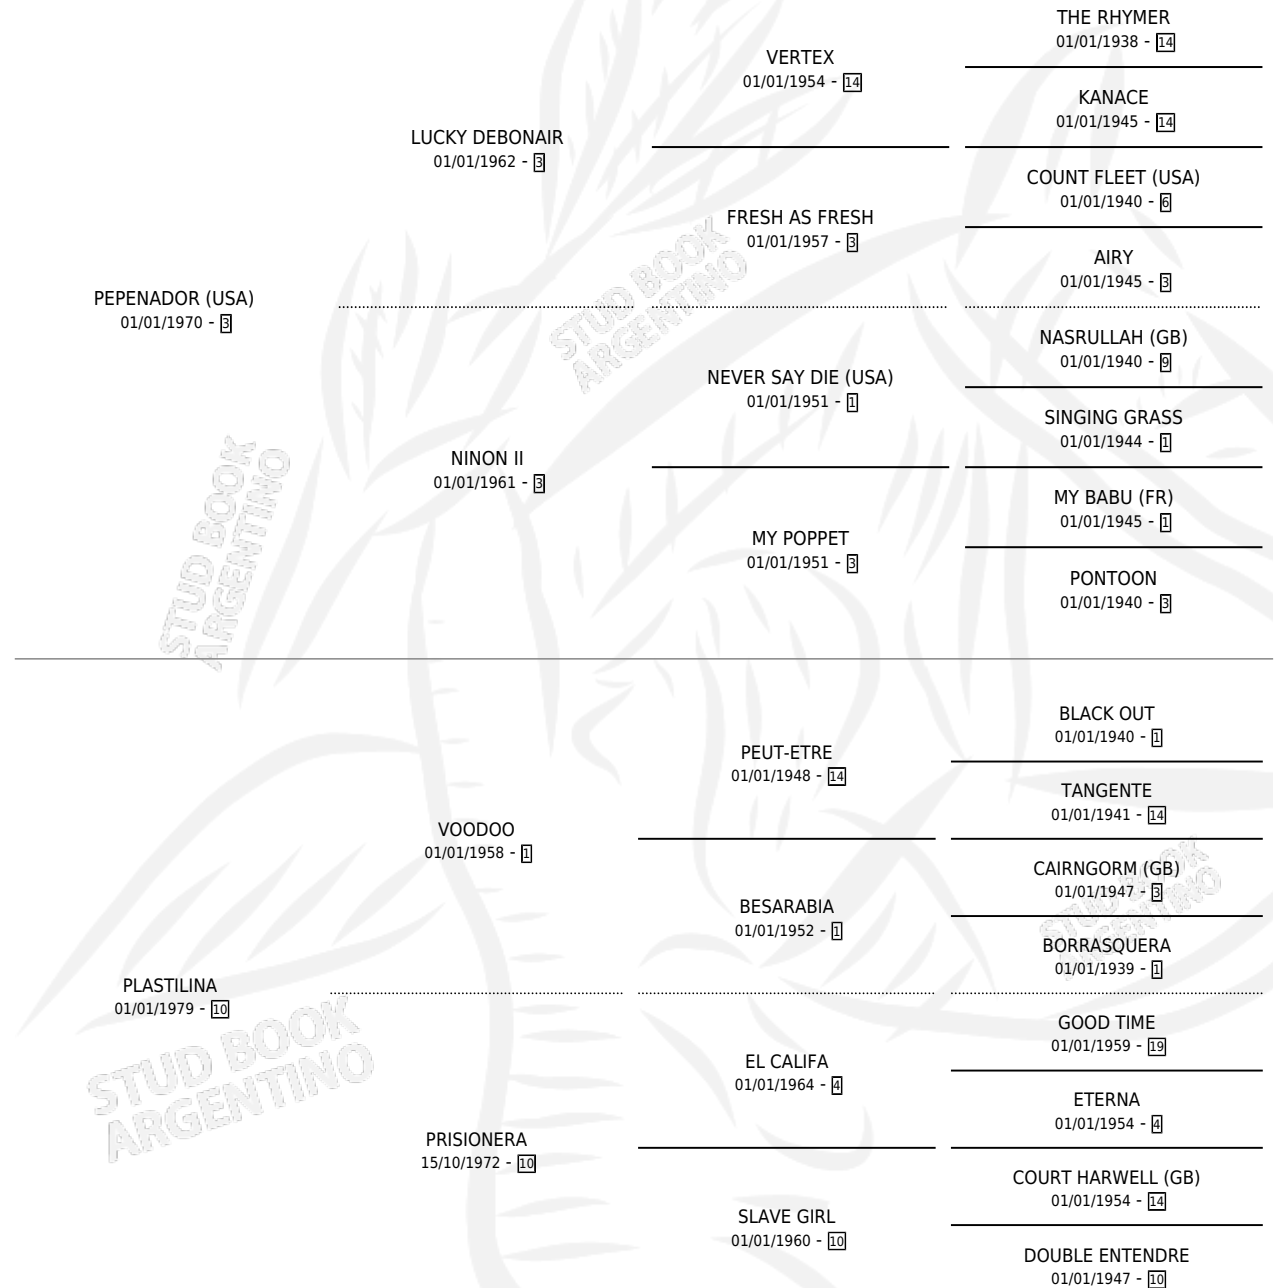 THE RHYMER
01/01/1938 - 14
VERTEX
01/01/1954 - 14
KANACE
01/01/1945 - 14
LUCKY DEBONAIR
01/01/1962 - 3
COUNT FLEET (USA)
01/01/1940 - 6
FRESH AS FRESH
01/01/1957 - 3
AIRY
01/01/1945 - 3
PEPENADOR (USA)
01/01/1970 - 3
NASRULLAH (GB)
01/01/1940 - 9
NEVER SAY DIE (USA)
01/01/1951 - 1
SINGING GRASS
01/01/1944 - 1
NINON II
01/01/1961 - 3
MY BABU (FR)
01/01/1945 - 1
MY POPPET
01/01/1951 - 3
PONTOON
01/01/1940 - 3
BLACK OUT
01/01/1940 - 1
PEUT-ETRE
01/01/1948 - 14
TANGENTE
01/01/1941 - 14
VOODOO
01/01/1958 - 1
CAIRNGORM (GB)
01/01/1947 - 3
BESARABIA
01/01/1952 - 1
BORRASQUERA
01/01/1939 - 1
PLASTILINA
01/01/1979 - 10
GOOD TIME
01/01/1959 - 19
EL CALIFA
01/01/1964 - 4
ETERNA
01/01/1954 - 4
PRISIONERA
15/10/1972 - 10
COURT HARWELL (GB)
01/01/1954 - 14
SLAVE GIRL
01/01/1960 - 10
DOUBLE ENTENDRE
01/01/1947 - 10
STUD BOOK
ARGENTINO
STUD BOOK
ARGENTINO
STUD BOOK
ARGENTINO
STUD BOOK
ARGENTINO